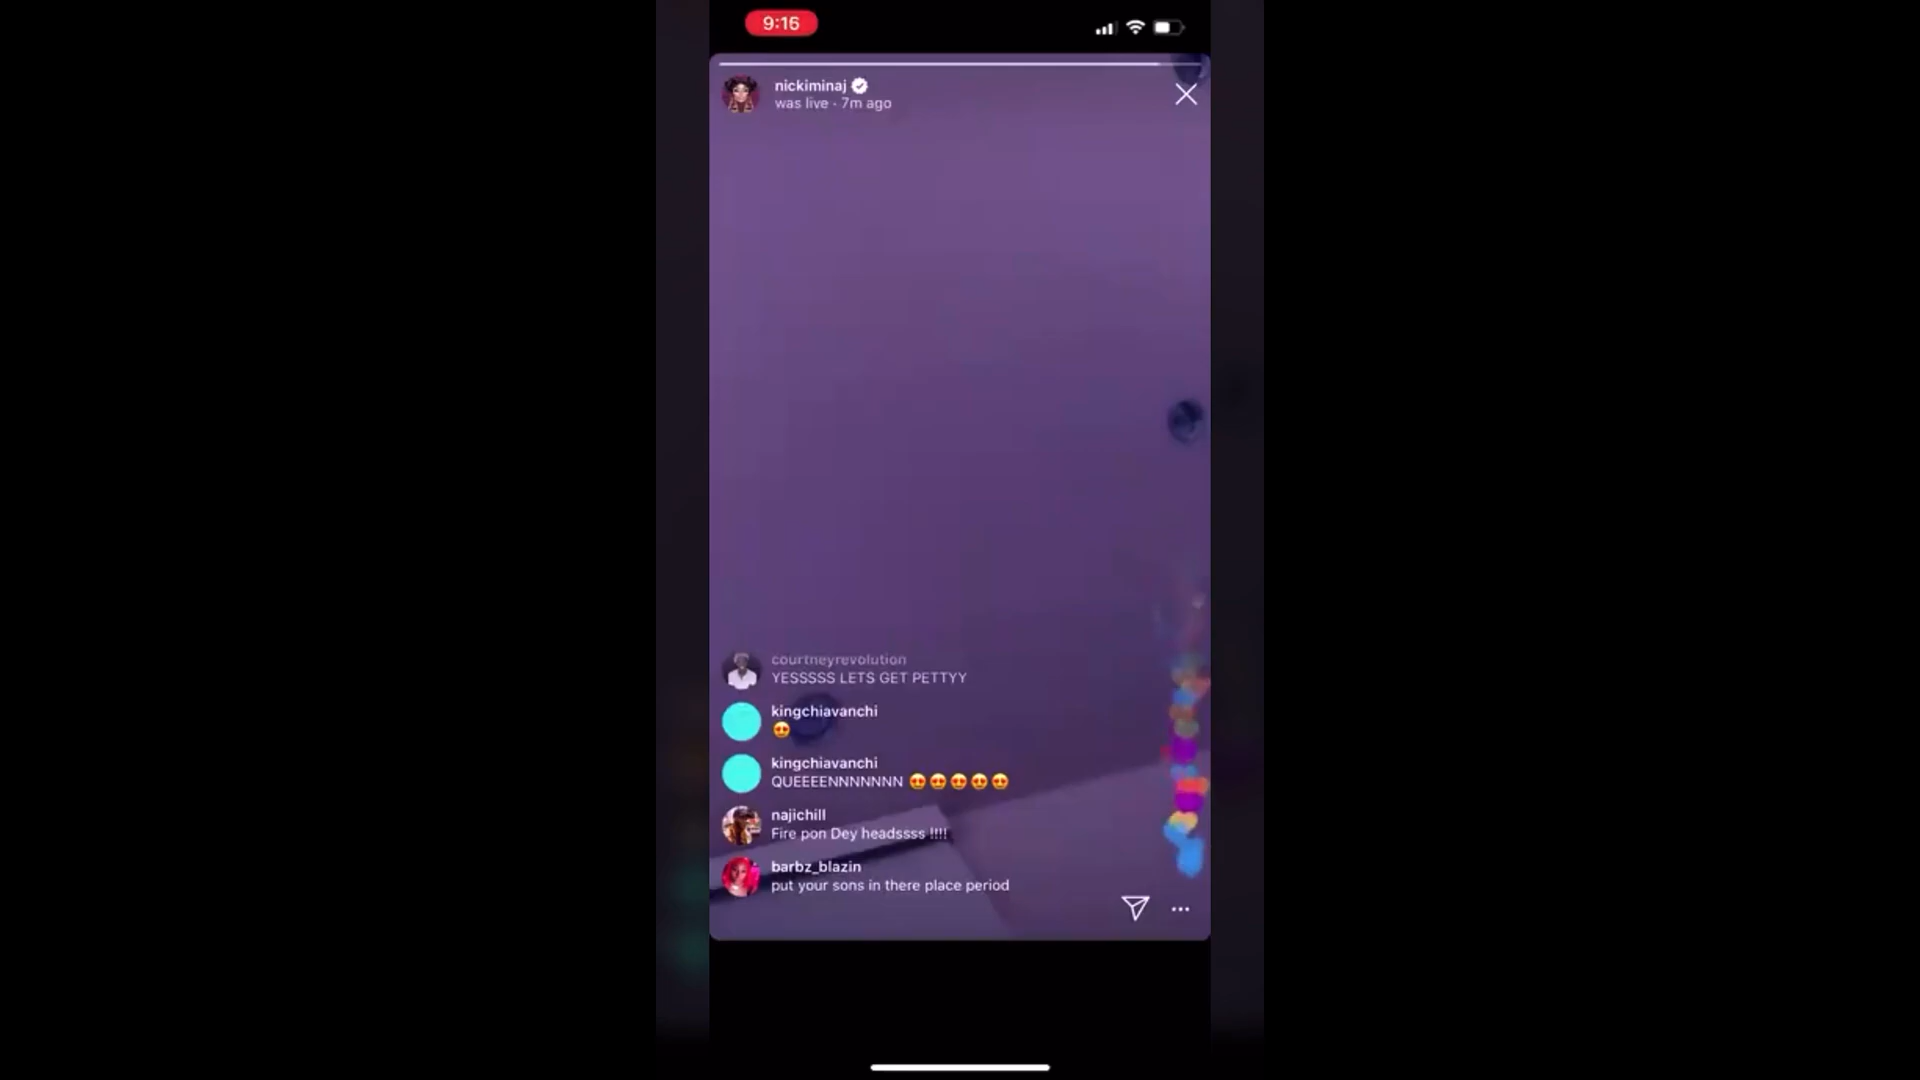 9:16
nickiminaj
was live · 7m ago
courtneyrevolution
YESSSSS LETS GET PETTYY
kingchiavanchi
😍
kingchiavanchi
QUEEEENNNNNNN 😍😍😍😍😍
najichill
Fire pon Dey headssss !!!!
barbz_blazin
put your sons in there place period